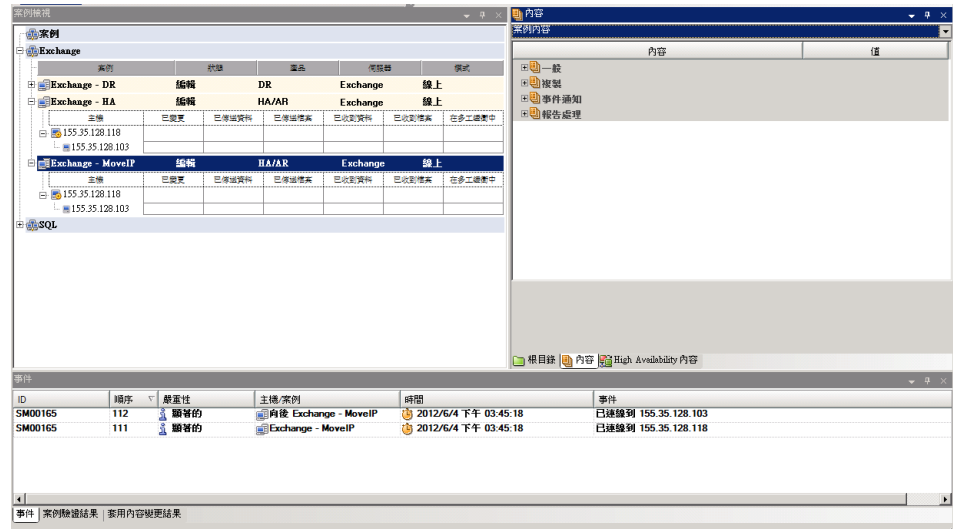 案例檢視
案例
Exchange
案例 狀態 產品 伺服器 模式
Exchange - DR 編輯 DR Exchange 線上
Exchange - HA 編輯 HA/AR Exchange 線上
主機 已變更 已傳送資料 已傳送檔案 已收到資料 已收到檔案 在多工緩衝中
155.35.128.118
155.35.128.103
Exchange - MoveIP 編輯 HA/AR Exchange 線上
主機 已變更 已傳送資料 已傳送檔案 已收到資料 已收到檔案 在多工緩衝中
155.35.128.118
155.35.128.103
SQL
內容
案例內容
內容 值
一般
複製
事件通知
報告處理
根目錄 內容 High Availability 內容
事件
ID 順序 嚴重性 主機/案例 時間 事件
SM00165 112 顯著的 向後 Exchange - MoveIP 2012/6/4 下午 03:45:18 已連線到 155.35.128.103
SM00165 111 顯著的 Exchange - MoveIP 2012/6/4 下午 03:45:18 已連線到 155.35.128.118
事件 案例驗證結果 套用內容變更結果